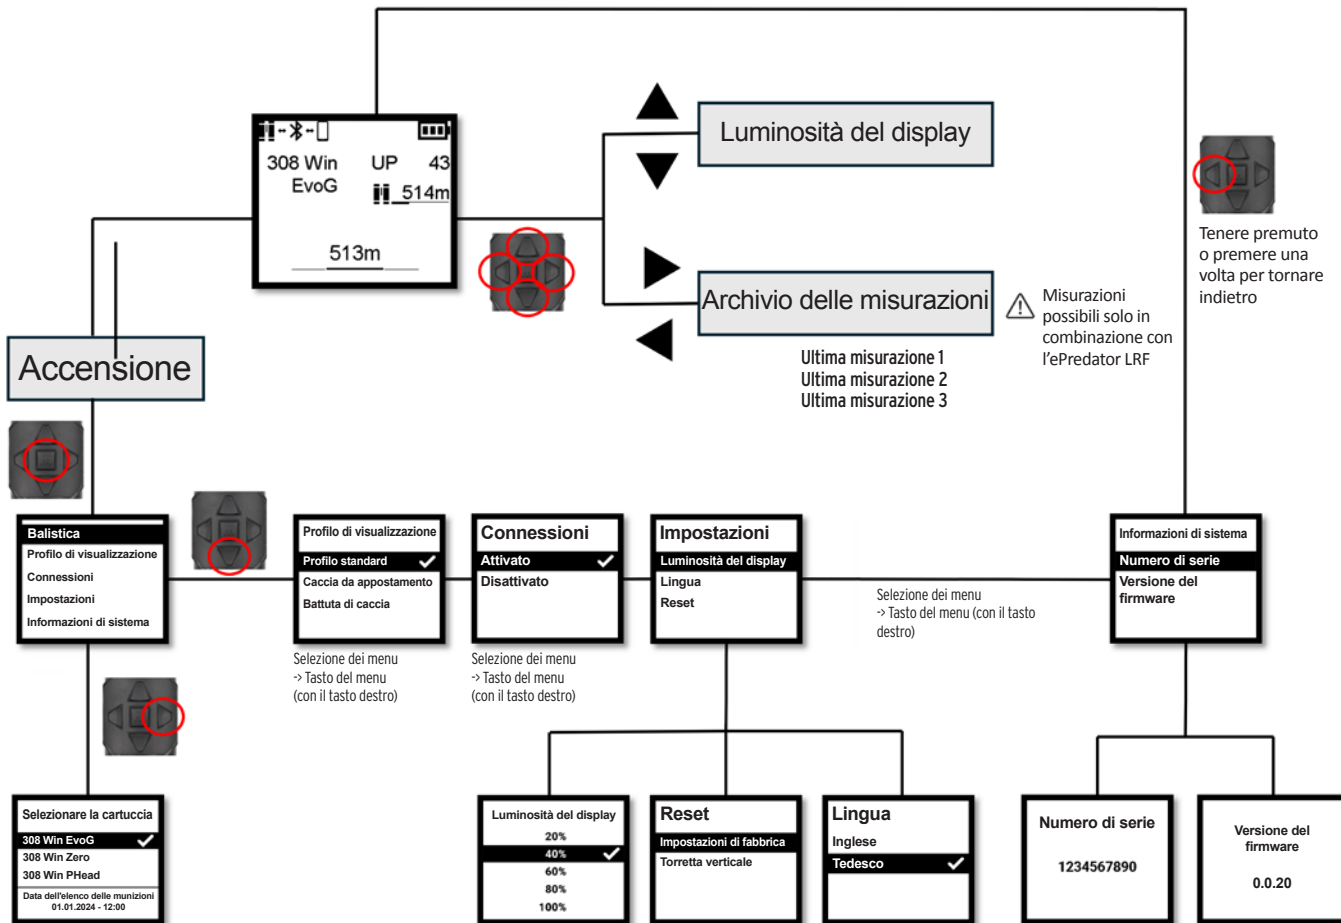 308 Win
EvoG
UP 43
514m
513m
Luminosità del display
Archivio delle misurazioni
Ultima misurazione 1
Ultima misurazione 2
Ultima misurazione 3
Misurazioni
possibili solo in
combinazione con
l'ePredator LRF
Tenere premuto
o premere una
volta per tornare
indietro
Accensione
Balistica
Profilo di visualizzazione
Connessioni
Impostazioni
Informazioni di sistema
Profilo di visualizzazione
Profilo standard
Caccia da appostamento
Battuta di caccia
Selezione dei menu
-> Tasto del menu
(con il tasto destro)
Connessioni
Attivato
Disattivato
Selezione dei menu
-> Tasto del menu
(con il tasto destro)
Impostazioni
Luminosità del display
Lingua
Reset
Selezione dei menu
-> Tasto del menu (con il tasto
destro)
Informazioni di sistema
Numero di serie
Versione del
firmware
Selezionare la cartuccia
308 Win EvoG
308 Win Zero
308 Win PHead
Data dell'elenco delle munizioni
01.01.2024 - 12:00
Luminosità del display
20%
40%
60%
80%
100%
Reset
Impostazioni di fabbrica
Torretta verticale
Lingua
Inglese
Tedesco
Numero di serie
1234567890
Versione del
firmware
0.0.20